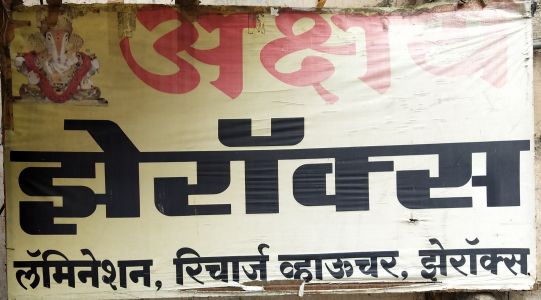 अक्षय
झेरॉक्स
लॅमिनेशन, रिचार्ज व्हाऊचर, झेरॉक्स